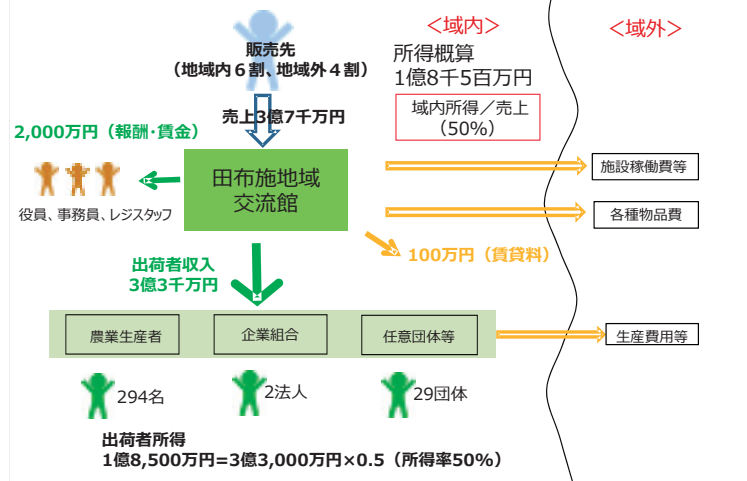 ＜域内＞
＜域外＞
販売先
（地域内６割、地域外４割）
所得概算
1億8千5百万円
売上3億7千万円
域内所得／売上
（50%）
2,000万円（報酬・賃金）
田布施地域
交流館
施設稼働費等
役員、事務員、レジスタッフ
各種物品費
100万円（賃貸料）
出荷者収入
3億3千万円
農業生産者
企業組合
任意団体等
生産費用等
294名
2法人
29団体
出荷者所得
1億8,500万円=3億3,000万円×0.5（所得率50%）